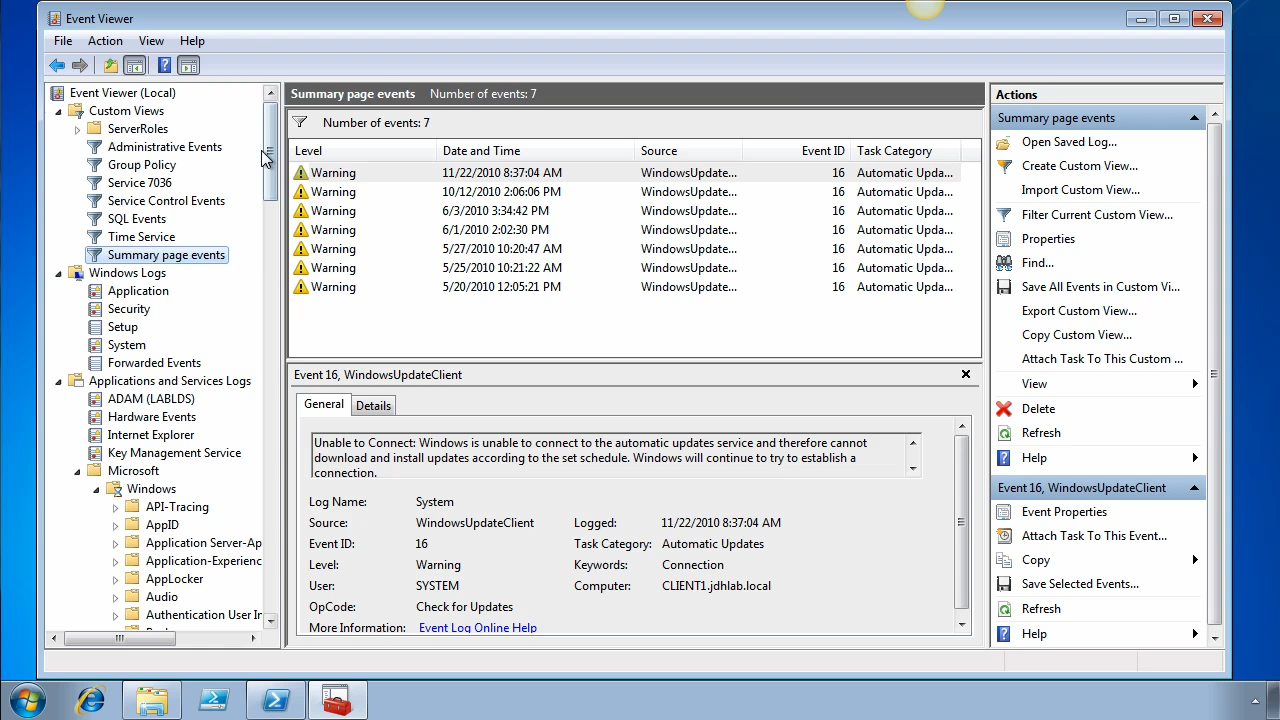 Event Viewer
File Action View Help
Event Viewer (Local)
Custom Views
ServerRoles
Administrative Events
Group Policy
Service 7036
Service Control Events
SQL Events
Time Service
Summary page events
Windows Logs
Application
Security
Setup
System
Forwarded Events
Applications and Services Logs
ADAM (LABLDS)
Hardware Events
Internet Explorer
Key Management Service
Microsoft
Windows
API-Tracing
AppID
Application Server-Ap
Application-Experienc
AppLocker
Audio
Authentication User Ir
Summary page events Number of events: 7
Number of events: 7
Level Date and Time Source Event ID Task Category
Warning 11/22/2010 8:37:04 AM WindowsUpdate... 16 Automatic Upda...
Warning 10/12/2010 2:06:06 PM WindowsUpdate... 16 Automatic Upda...
Warning 6/3/2010 3:34:42 PM WindowsUpdate... 16 Automatic Upda...
Warning 6/1/2010 2:02:30 PM WindowsUpdate... 16 Automatic Upda...
Warning 5/27/2010 10:20:47 AM WindowsUpdate... 16 Automatic Upda...
Warning 5/25/2010 10:21:22 AM WindowsUpdate... 16 Automatic Upda...
Warning 5/20/2010 12:05:21 PM WindowsUpdate... 16 Automatic Upda...
Event 16, WindowsUpdateClient
General Details
Unable to Connect: Windows is unable to connect to the automatic updates service and therefore cannot
download and install updates according to the set schedule. Windows will continue to try to establish a
connection.
Log Name: System
Source: WindowsUpdateClient Logged: 11/22/2010 8:37:04 AM
Event ID: 16 Task Category: Automatic Updates
Level: Warning Keywords: Connection
User: SYSTEM Computer: CLIENT1.jdhlab.local
OpCode: Check for Updates
More Information: Event Log Online Help
Actions
Summary page events
Open Saved Log...
Create Custom View...
Import Custom View...
Filter Current Custom View...
Properties
Find...
Save All Events in Custom Vi...
Export Custom View...
Copy Custom View...
Attach Task To This Custom ...
View
Delete
Refresh
Help
Event 16, WindowsUpdateClient
Event Properties
Attach Task To This Event...
Copy
Save Selected Events...
Refresh
Help